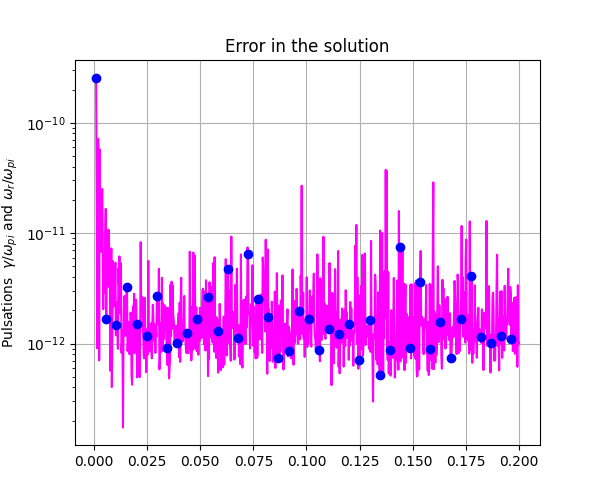 Error in the solution
Pulsations γ/ω_pi and ω_r/ω_pi
10⁻¹⁰
10⁻¹¹
10⁻¹²
0.000 0.025 0.050 0.075 0.100 0.125 0.150 0.175 0.200